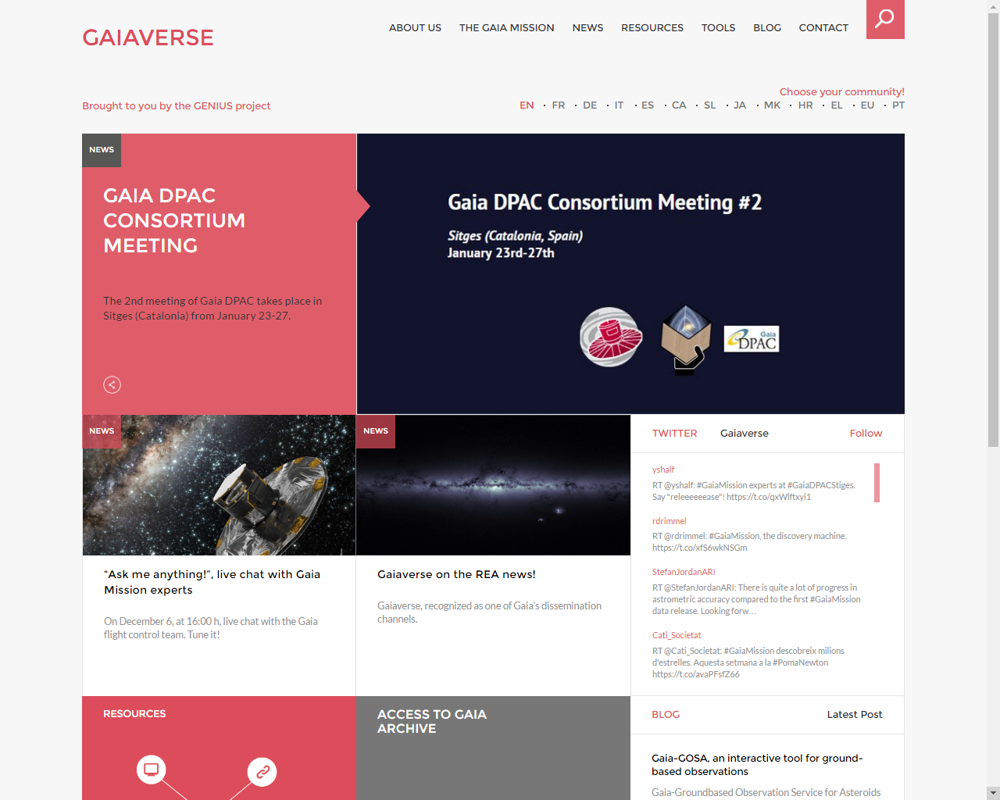 GAIAVERSE
ABOUT US THE GAIA MISSION NEWS RESOURCES TOOLS BLOG CONTACT
Choose your community!
Brought to you by the GENIUS project
EN · FR · DE · IT · ES · CA · SL · JA · MK · HR · EL · EU · PT
NEWS
GAIA DPAC
CONSORTIUM
MEETING
The 2nd meeting of Gaia DPAC takes place in
Sitges (Catalonia) from January 23-27.
Gaia DPAC Consortium Meeting #2
Sitges (Catalonia, Spain)
January 23rd-27th
Gaia
DPAC
NEWS
“Ask me anything!”, live chat with Gaia
Mission experts
On December 6, at 16:00 h, live chat with the Gaia
flight control team. Tune it!
NEWS
Gaiaverse on the REA news!
Gaiaverse, recognized as one of Gaia's dissemination
channels.
TWITTER Gaiaverse Follow
yshalf
RT @yshalf: #GaiaMission experts at #GaiaDPACStiges.
Say "releeeeeease"! https://t.co/qxWlftxyi1
rdrimmel
RT @rdrimmel: #GaiaMission, the discovery machine.
https://t.co/xfS6wkNSGm
StefanJordanARI
RT @StefanJordanARI: There is quite a lot of progress in
astrometric accuracy compared to the first #GaiaMission
data release. Looking forw…
Cati_Societat
RT @Cati_Societat: #GaiaMission descobreix milions
d'estrelles. Aquesta setmana a la #PomaNewton
https://t.co/avaPFsfZ66
RESOURCES
ACCESS TO GAIA
ARCHIVE
BLOG Latest Post
Gaia-GOSA, an interactive tool for ground-
based observations
Gaia-Groundbased Observation Service for Asteroids